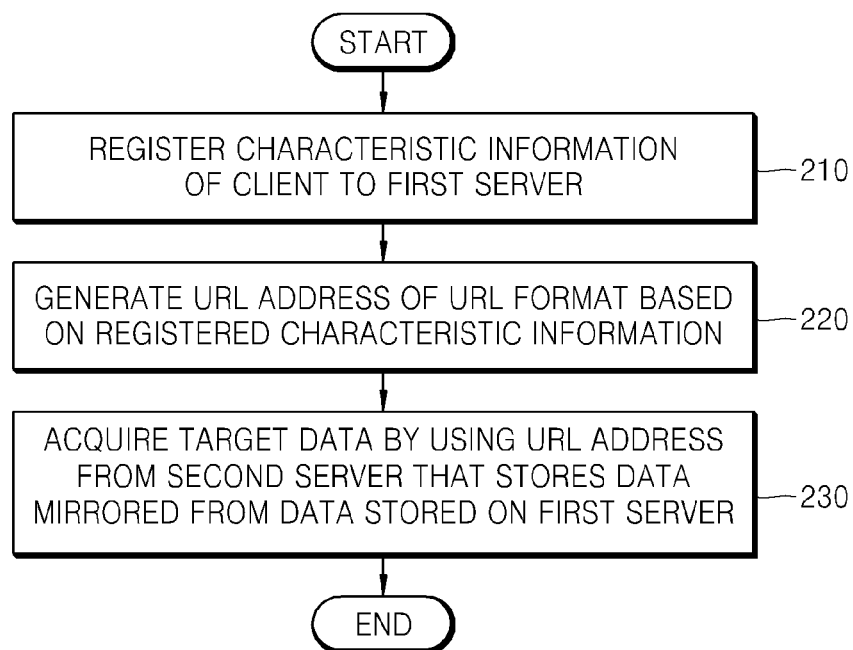 START
REGISTER CHARACTERISTIC INFORMATION
OF CLIENT TO FIRST SERVER
210
GENERATE URL ADDRESS OF URL FORMAT BASED
ON REGISTERED CHARACTERISTIC INFORMATION
220
ACQUIRE TARGET DATA BY USING URL ADDRESS
FROM SECOND SERVER THAT STORES DATA
MIRRORED FROM DATA STORED ON FIRST SERVER
230
END